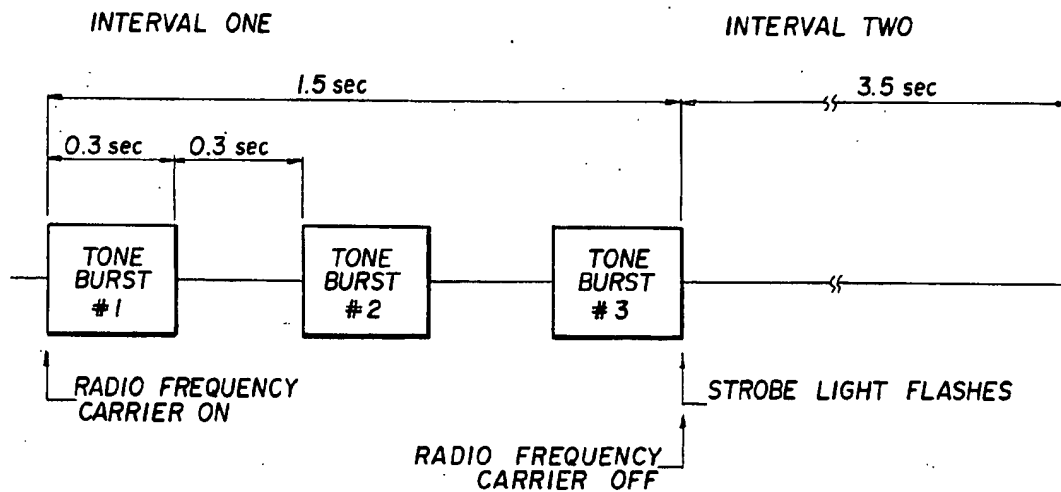 INTERVAL ONE
INTERVAL TWO
1.5 sec
3.5 sec
0.3 sec
0.3 sec
TONE
BURST
#1
TONE
BURST
#2
TONE
BURST
#3
RADIO FREQUENCY
CARRIER ON
STROBE LIGHT FLASHES
RADIO FREQUENCY
CARRIER OFF